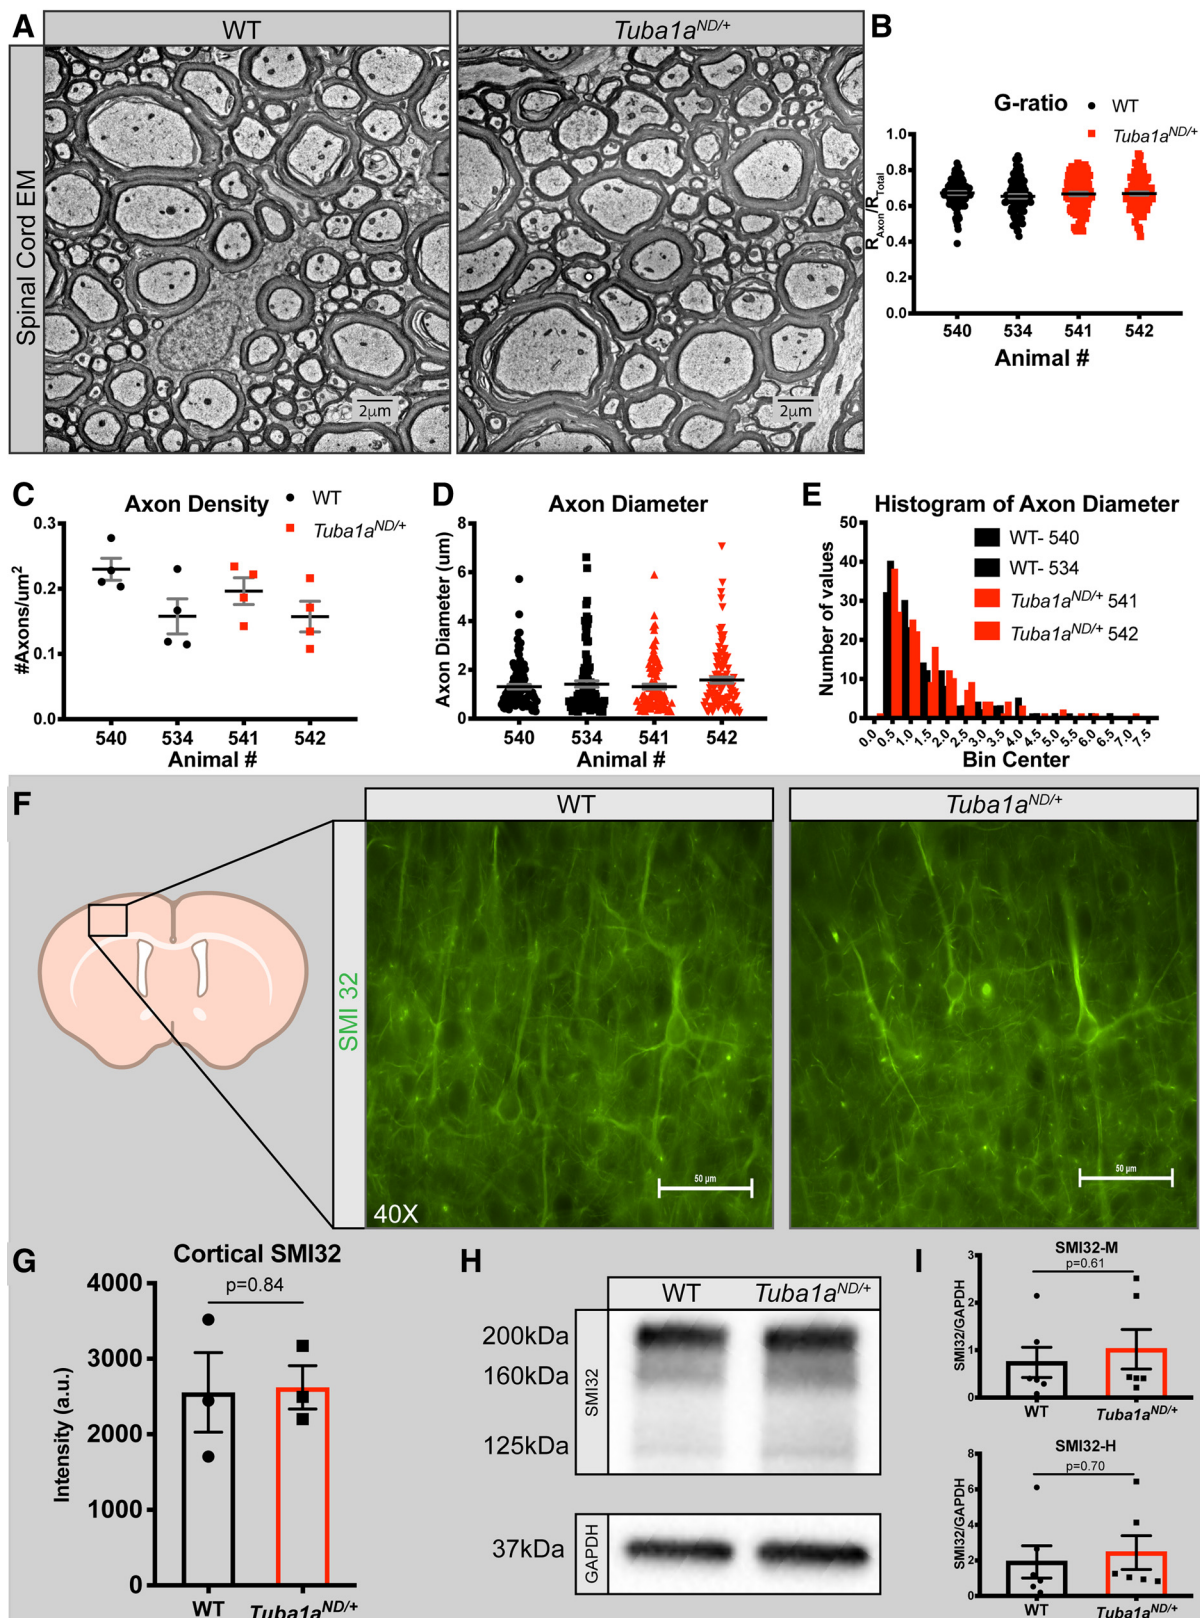 A
WT
Tuba1a^ND/+
Spinal Cord EM
2μm
2μm
B
G-ratio
WT
Tuba1a^ND/+
R_Axon/R_Total
1.0
0.8
0.6
0.4
0.2
0.0
540 534 541 542
Animal #
C
Axon Density
WT
Tuba1a^ND/+
#Axons/um²
0.3
0.2
0.1
0.0
540 534 541 542
Animal #
D
Axon Diameter
Axon Diameter (um)
8
6
4
2
0
540 534 541 542
Animal #
E
Histogram of Axon Diameter
WT- 540
WT- 534
Tuba1a^ND/+ 541
Tuba1a^ND/+ 542
Number of values
50
40
30
20
10
0
0.0 0.5 1.0 1.5 2.0 2.5 3.0 3.5 4.0 4.5 5.0 5.5 6.0 6.5 7.0 7.5
Bin Center
F
WT
Tuba1a^ND/+
SMI 32
40X
50 μm
50 μm
G
Cortical SMI32
p=0.84
Intensity (a.u.)
4000
3000
2000
1000
0
WT Tuba1a^ND/+
H
WT Tuba1a^ND/+
SMI32
200kDa
160kDa
125kDa
GAPDH
37kDa
I
SMI32-M
p=0.61
SMI32/GAPDH
3
2
1
0
WT Tuba1a^ND/+
SMI32-H
p=0.70
SMI32/GAPDH
8
6
4
2
0
WT Tuba1a^ND/+